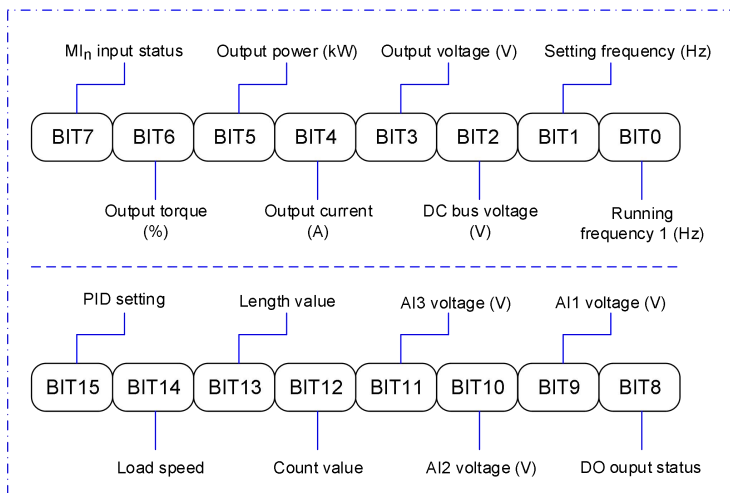 MIn input status
Output power (kW)
Output voltage (V)
Setting frequency (Hz)
BIT7
BIT6
BIT5
BIT4
BIT3
BIT2
BIT1
BIT0
Output torque
(%)
Output current
(A)
DC bus voltage
(V)
Running
frequency 1 (Hz)
PID setting
Length value
AI3 voltage (V)
AI1 voltage (V)
BIT15
BIT14
BIT13
BIT12
BIT11
BIT10
BIT9
BIT8
Load speed
Count value
AI2 voltage (V)
DO ouput status